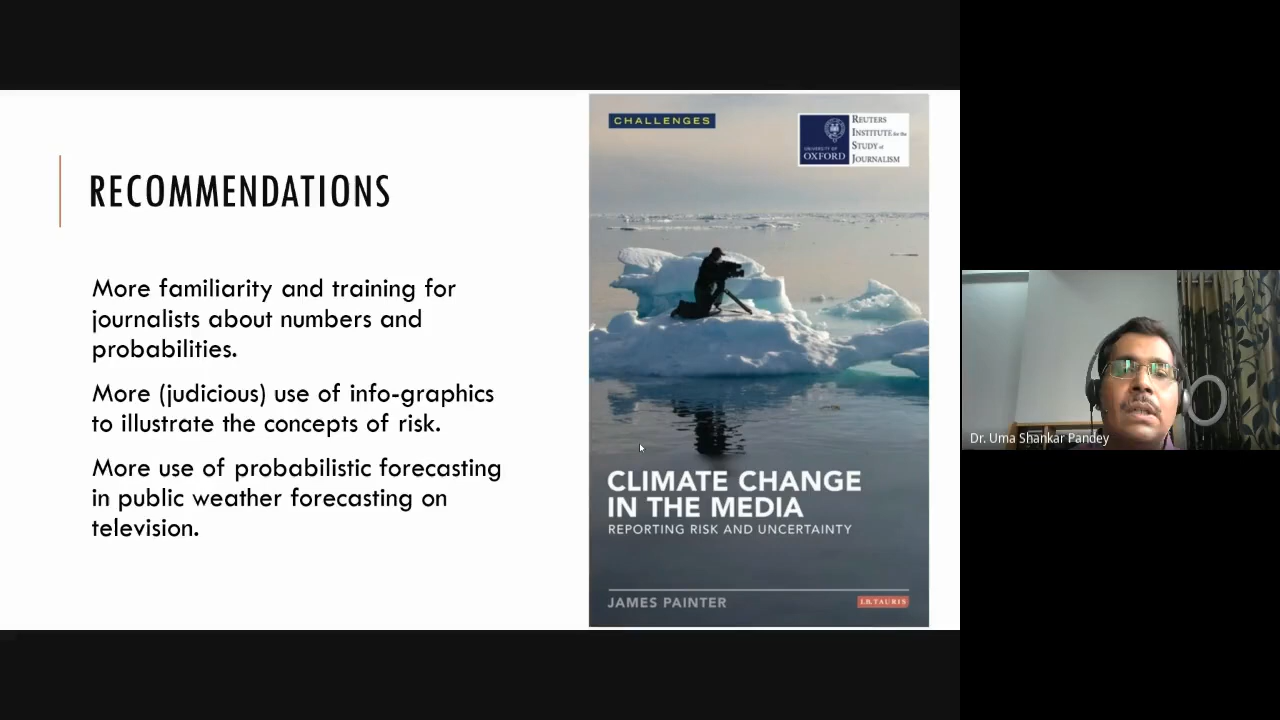 RECOMMENDATIONS
More familiarity and training for
journalists about numbers and
probabilities.
More (judicious) use of info-graphics
to illustrate the concepts of risk.
More use of probabilistic forecasting
in public weather forecasting on
television.
CHALLENGES
UNIVERSITY OF
OXFORD
REUTERS
INSTITUTE for the
STUDY of
JOURNALISM
CLIMATE CHANGE
IN THE MEDIA
REPORTING RISK AND UNCERTAINTY
JAMES PAINTER
I.B.TAURIS
Dr. Uma Shankar Pandey